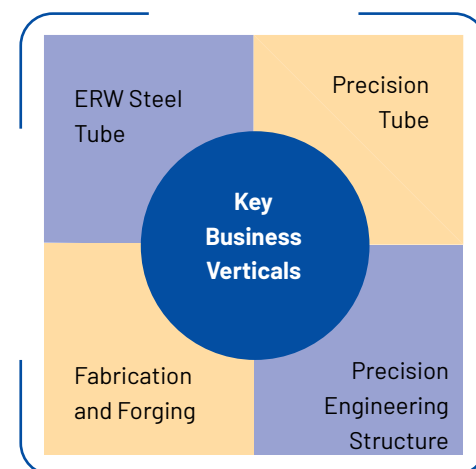 ERW Steel
Tube
Precision
Tube
Key
Business
Verticals
Fabrication
and Forging
Precision
Engineering
Structure